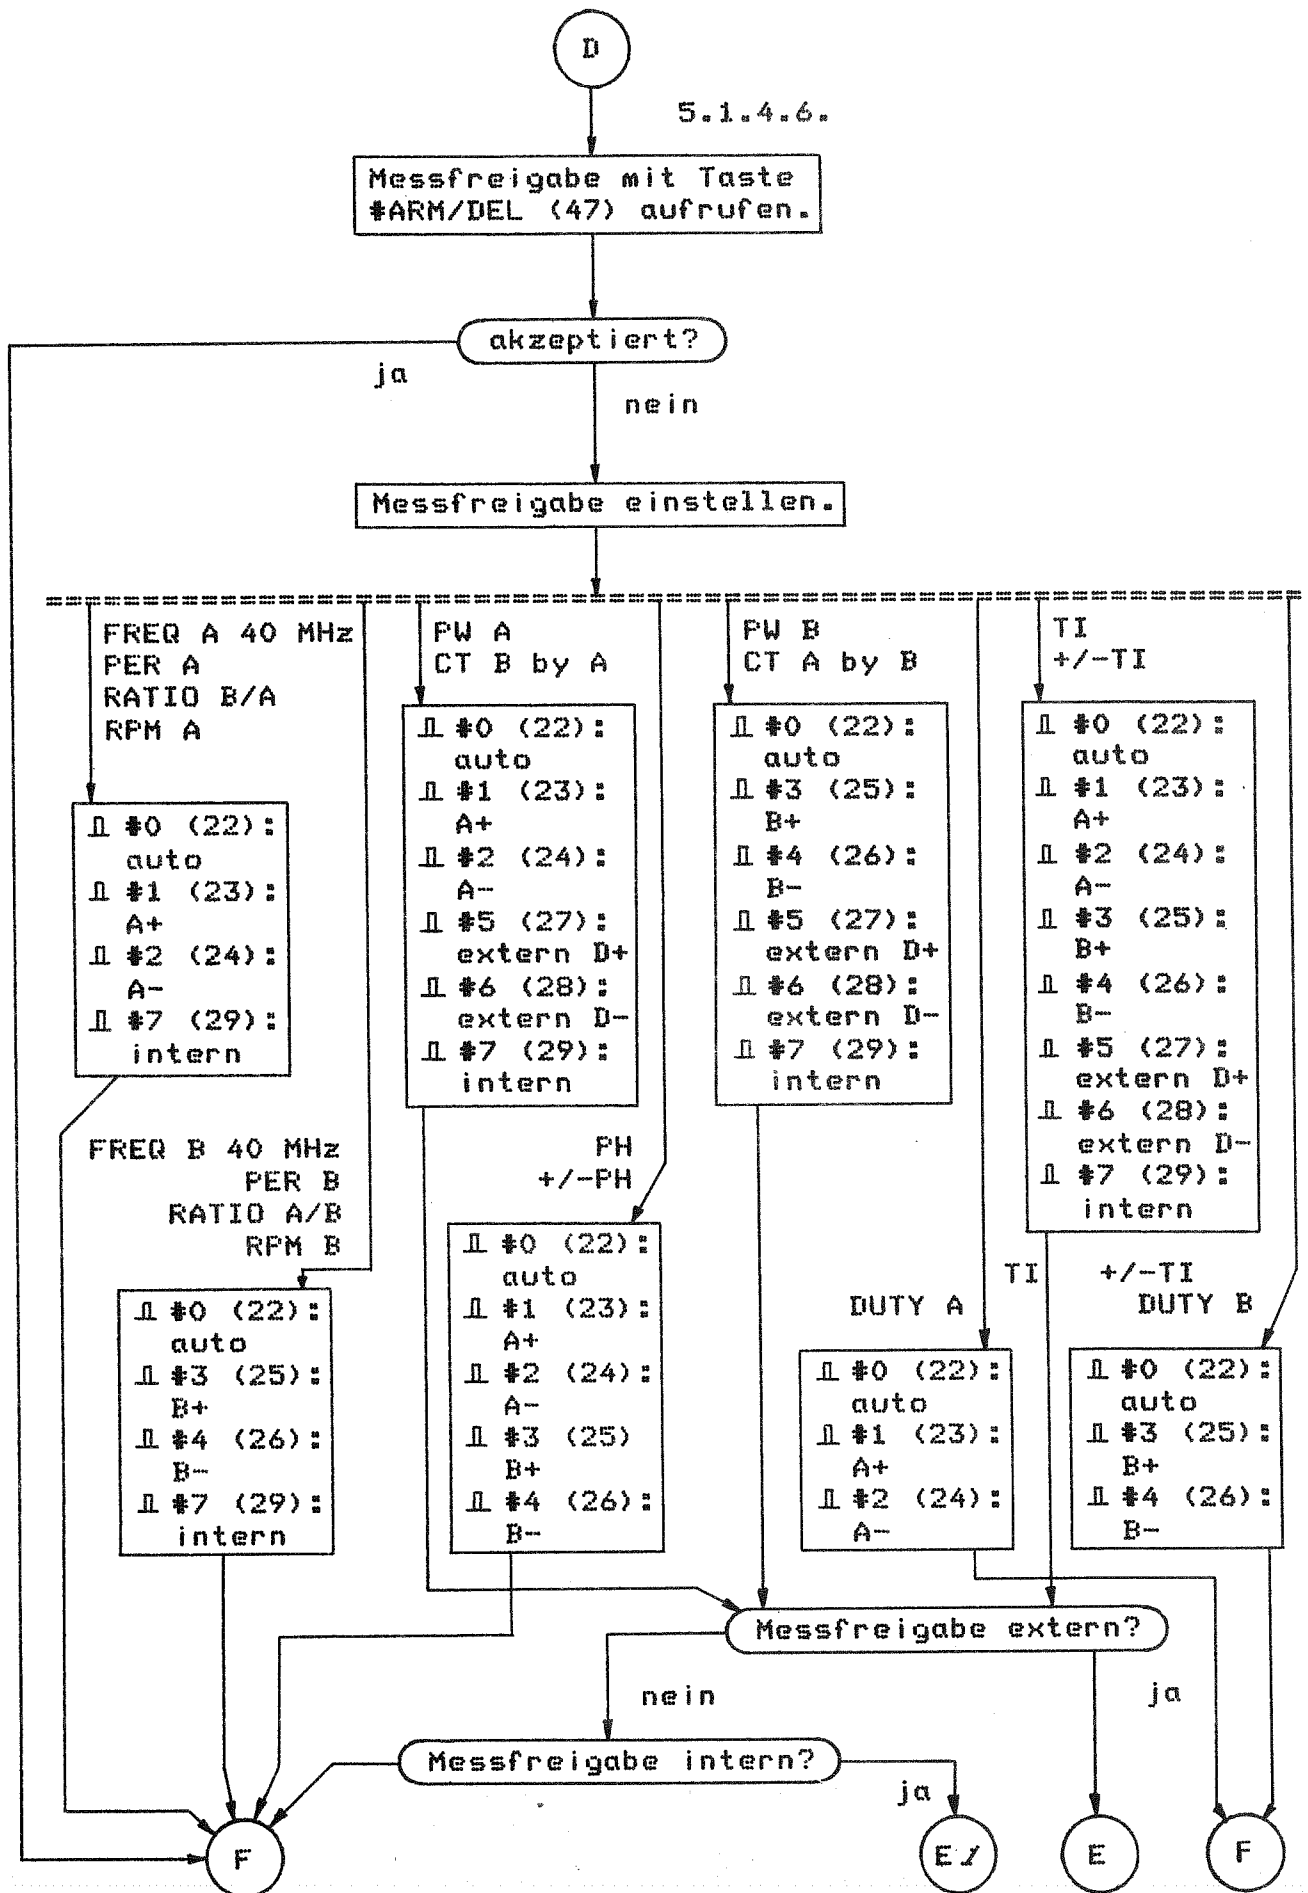 D
5.1.4.6.
Messfreigabe mit Taste
#ARM/DEL (47) aufrufen.
akzeptiert?
ja
nein
Messfreigabe einstellen.
FREQ A 40 MHz
PER A
RATIO B/A
RPM A
#0 (22):
auto
#1 (23):
A+
#2 (24):
A-
#7 (29):
intern
FREQ B 40 MHz
PER B
RATIO A/B
RPM B
#0 (22):
auto
#3 (25):
B+
#4 (26):
B-
#7 (29):
intern
PW A
CT B by A
#0 (22):
auto
#1 (23):
A+
#2 (24):
A-
#5 (27):
extern D+
#6 (28):
extern D-
#7 (29):
intern
PH
+/-PH
#0 (22):
auto
#1 (23):
A+
#2 (24):
A-
#3 (25)
B+
#4 (26):
B-
PW B
CT A by B
#0 (22):
auto
#3 (25):
B+
#4 (26):
B-
#5 (27):
extern D+
#6 (28):
extern D-
#7 (29):
intern
TI
+/-TI
#0 (22):
auto
#1 (23):
A+
#2 (24):
A-
#3 (25):
B+
#4 (26):
B-
#5 (27):
extern D+
#6 (28):
extern D-
#7 (29):
intern
TI +/-TI
DUTY A
#0 (22):
auto
#1 (23):
A+
#2 (24):
A-
DUTY B
#0 (22):
auto
#3 (25):
B+
#4 (26):
B-
Messfreigabe extern?
nein
ja
Messfreigabe intern?
ja
F
E1
E
F